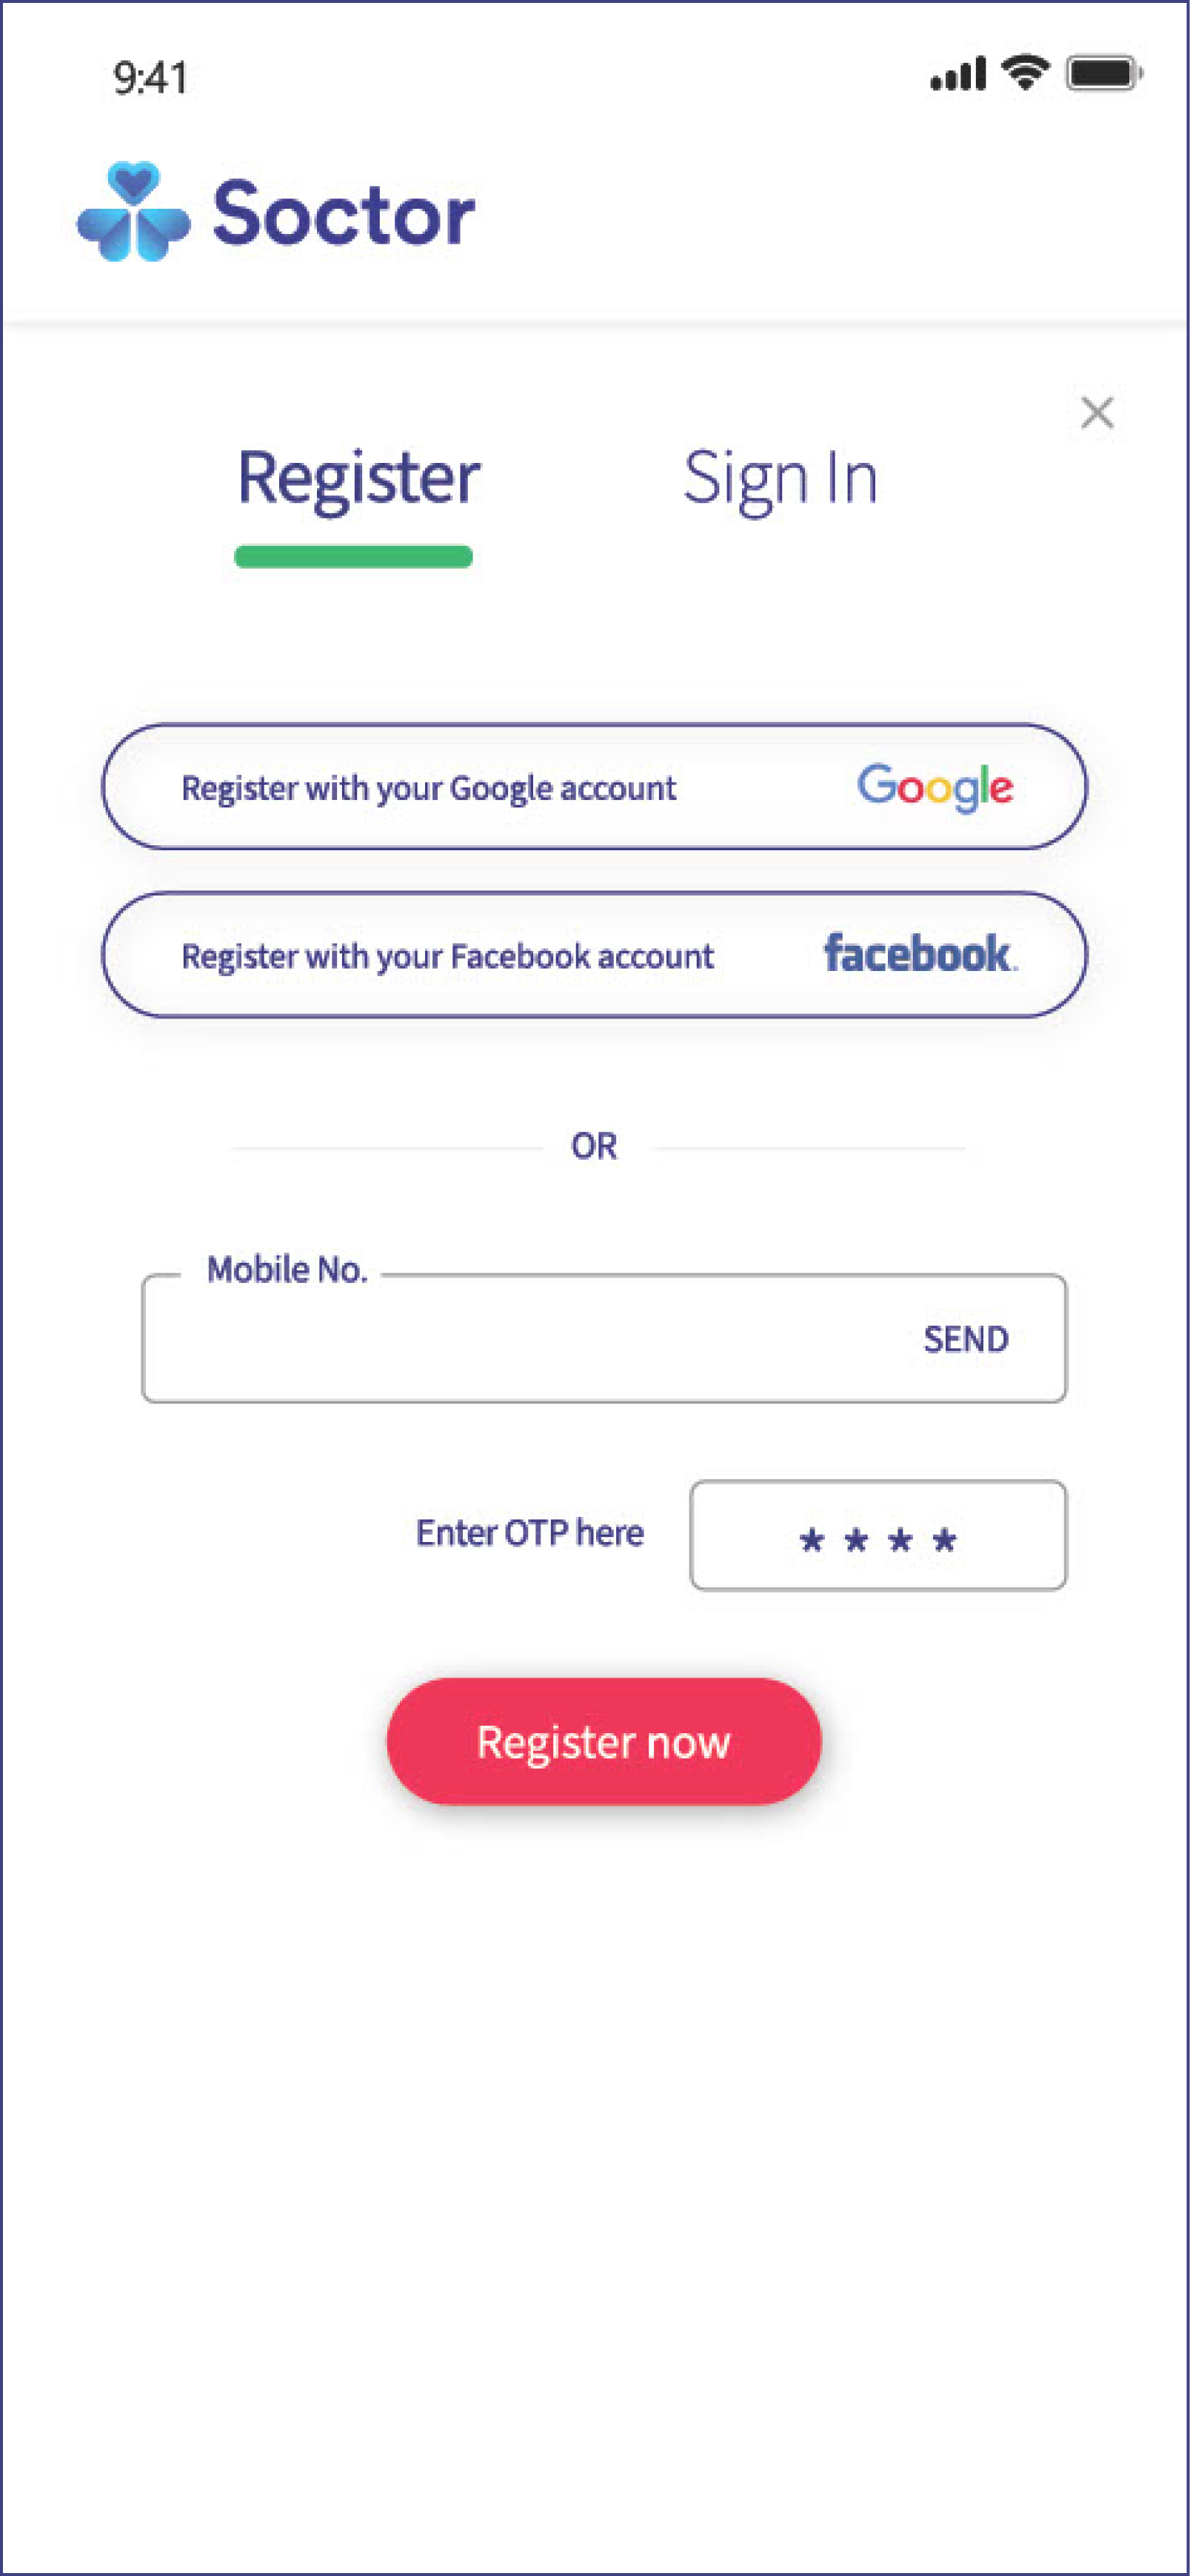 9:41
Soctor
Register
Sign In
Register with your Google account
Google
Register with your Facebook account
facebook.
OR
Mobile No.
SEND
Enter OTP here
* * * *
Register now